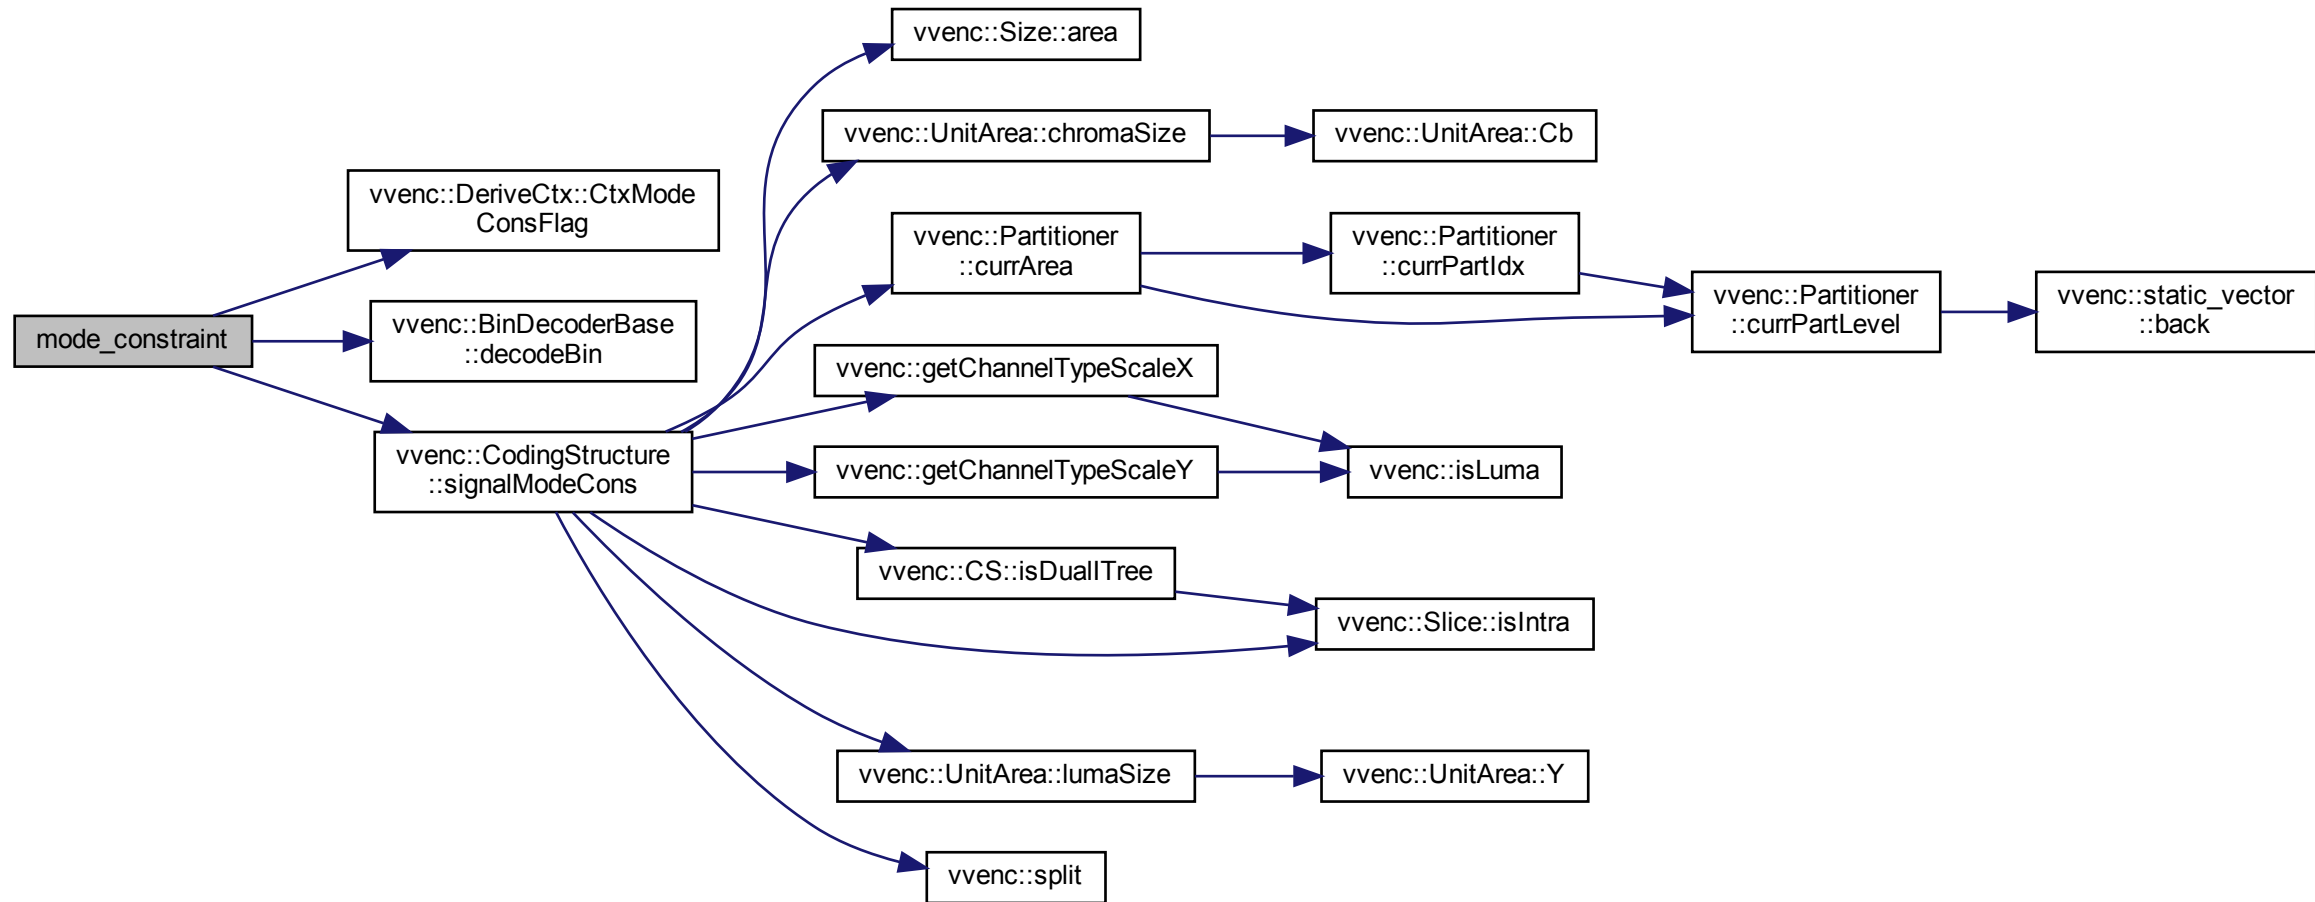 mode_constraint
vvenc::DeriveCtx::CtxMode
ConsFlag
vvenc::BinDecoderBase
::decodeBin
vvenc::CodingStructure
::signalModeCons
vvenc::Size::area
vvenc::UnitArea::chromaSize
vvenc::UnitArea::Cb
vvenc::Partitioner
::currArea
vvenc::Partitioner
::currPartIdx
vvenc::Partitioner
::currPartLevel
vvenc::static_vector
::back
vvenc::getChannelTypeScaleX
vvenc::getChannelTypeScaleY
vvenc::isLuma
vvenc::CS::isDualITree
vvenc::Slice::isIntra
vvenc::UnitArea::lumaSize
vvenc::UnitArea::Y
vvenc::split